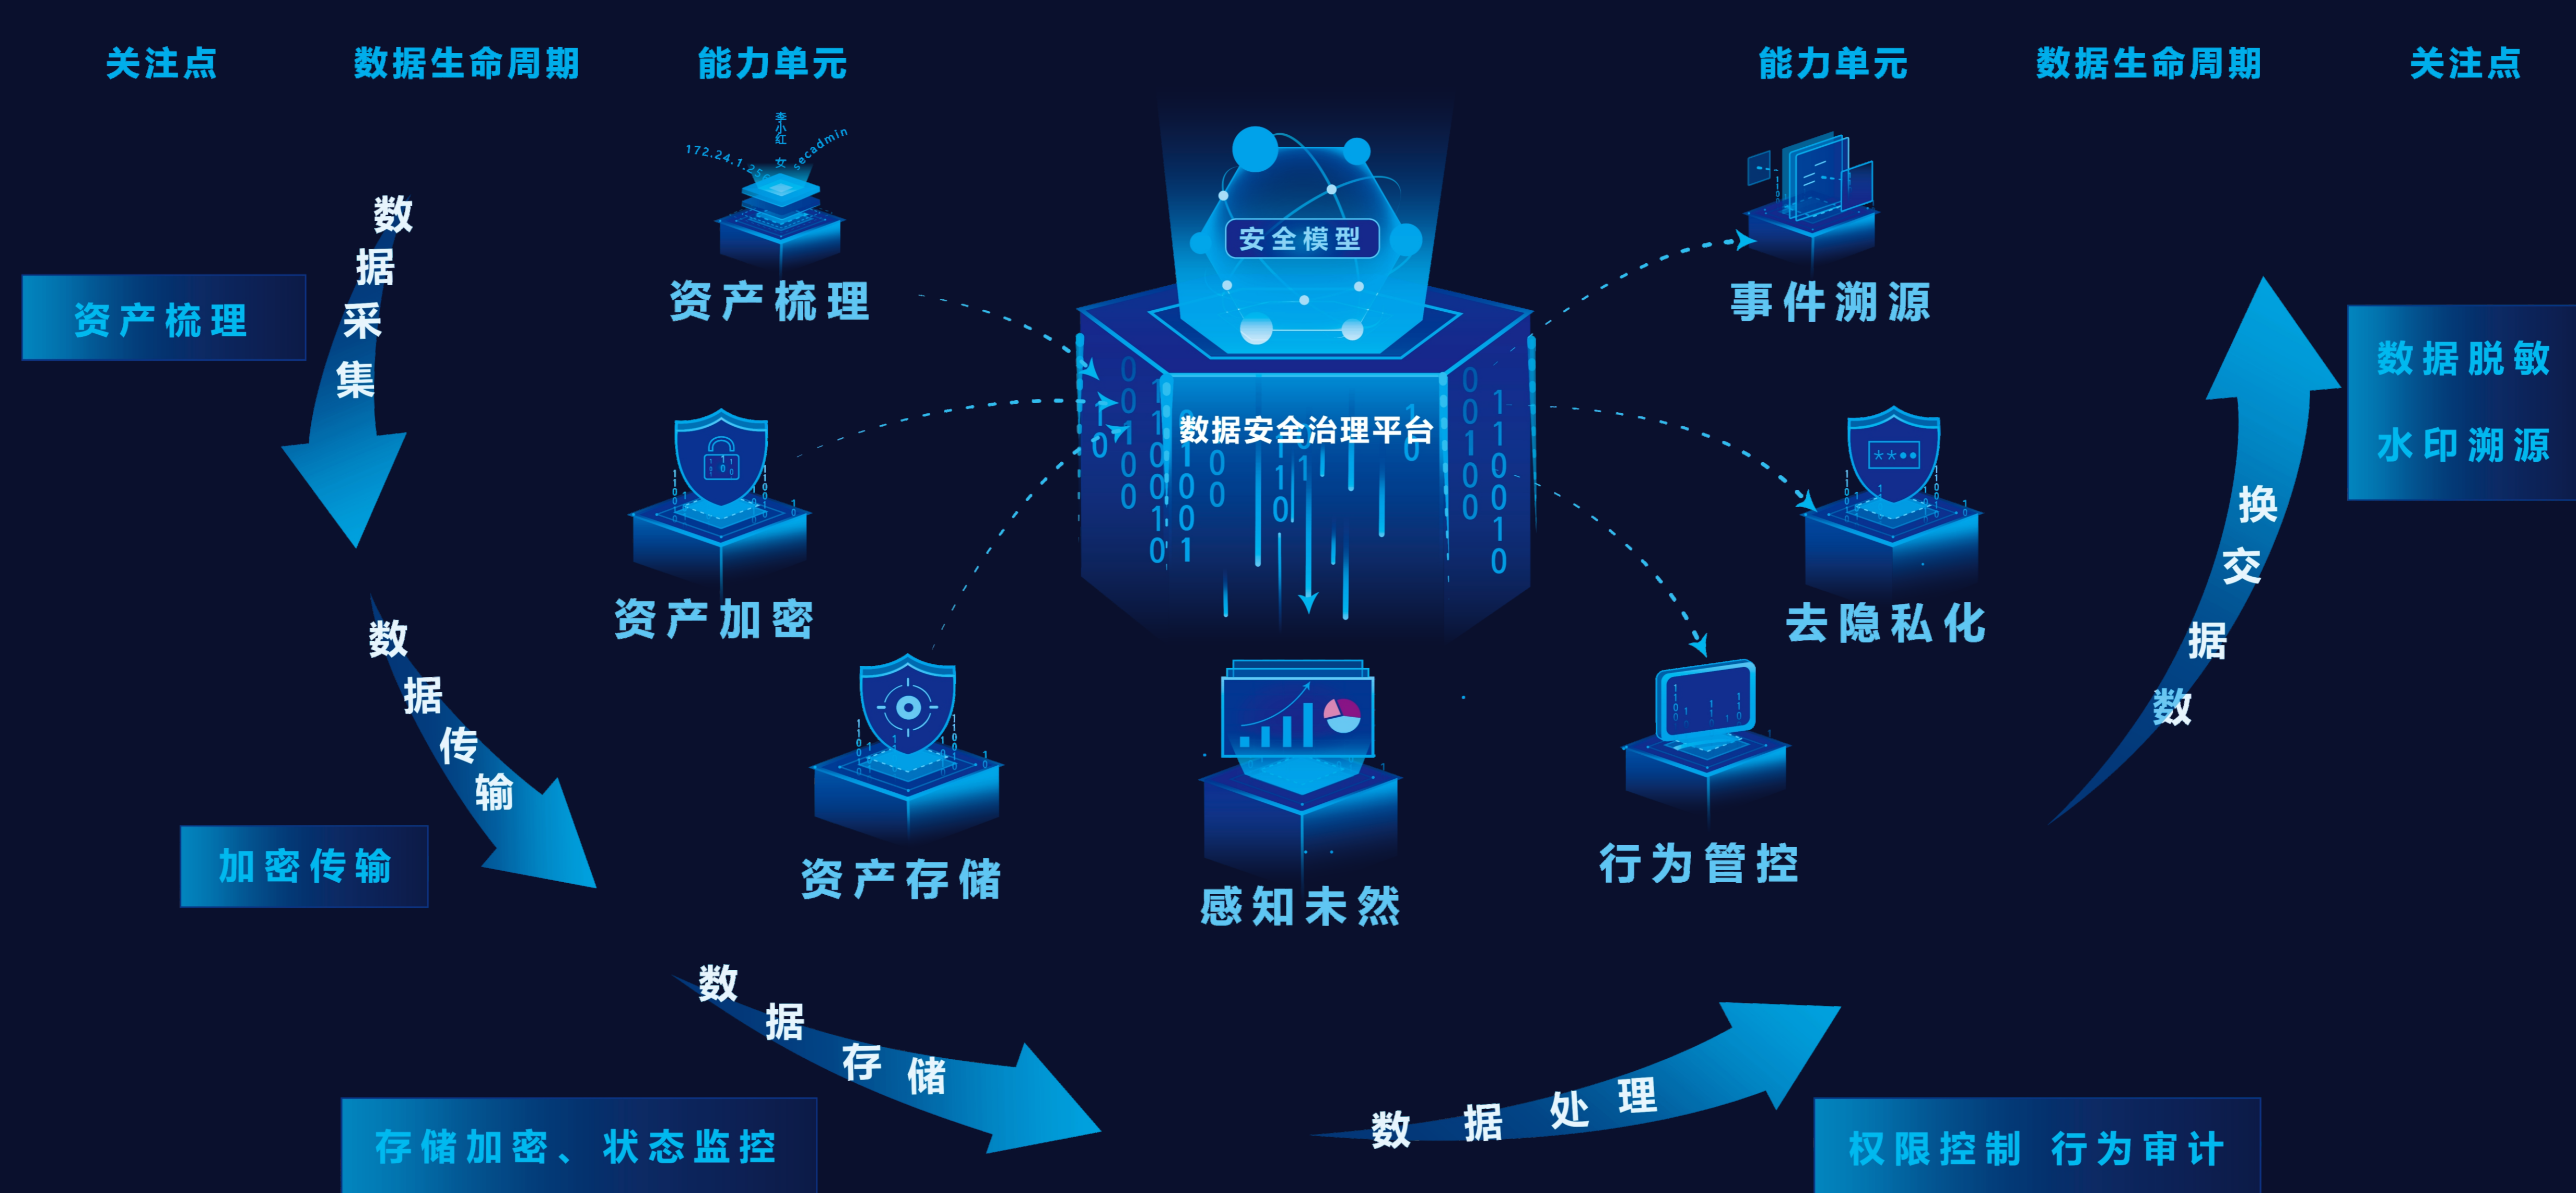 关注点
数据生命周期
能力单元
能力单元
数据生命周期
关注点
李小红 女
secadmin
安全模型
数据采集
资产梳理
资产梳理
事件溯源
数据脱敏
水印溯源
数据安全治理平台
**••
数据交换
资产加密
去隐私化
数据传输
加密传输
资产存储
感知未然
行为管控
数据存储
数据处理
存储加密、状态监控
权限控制 行为审计